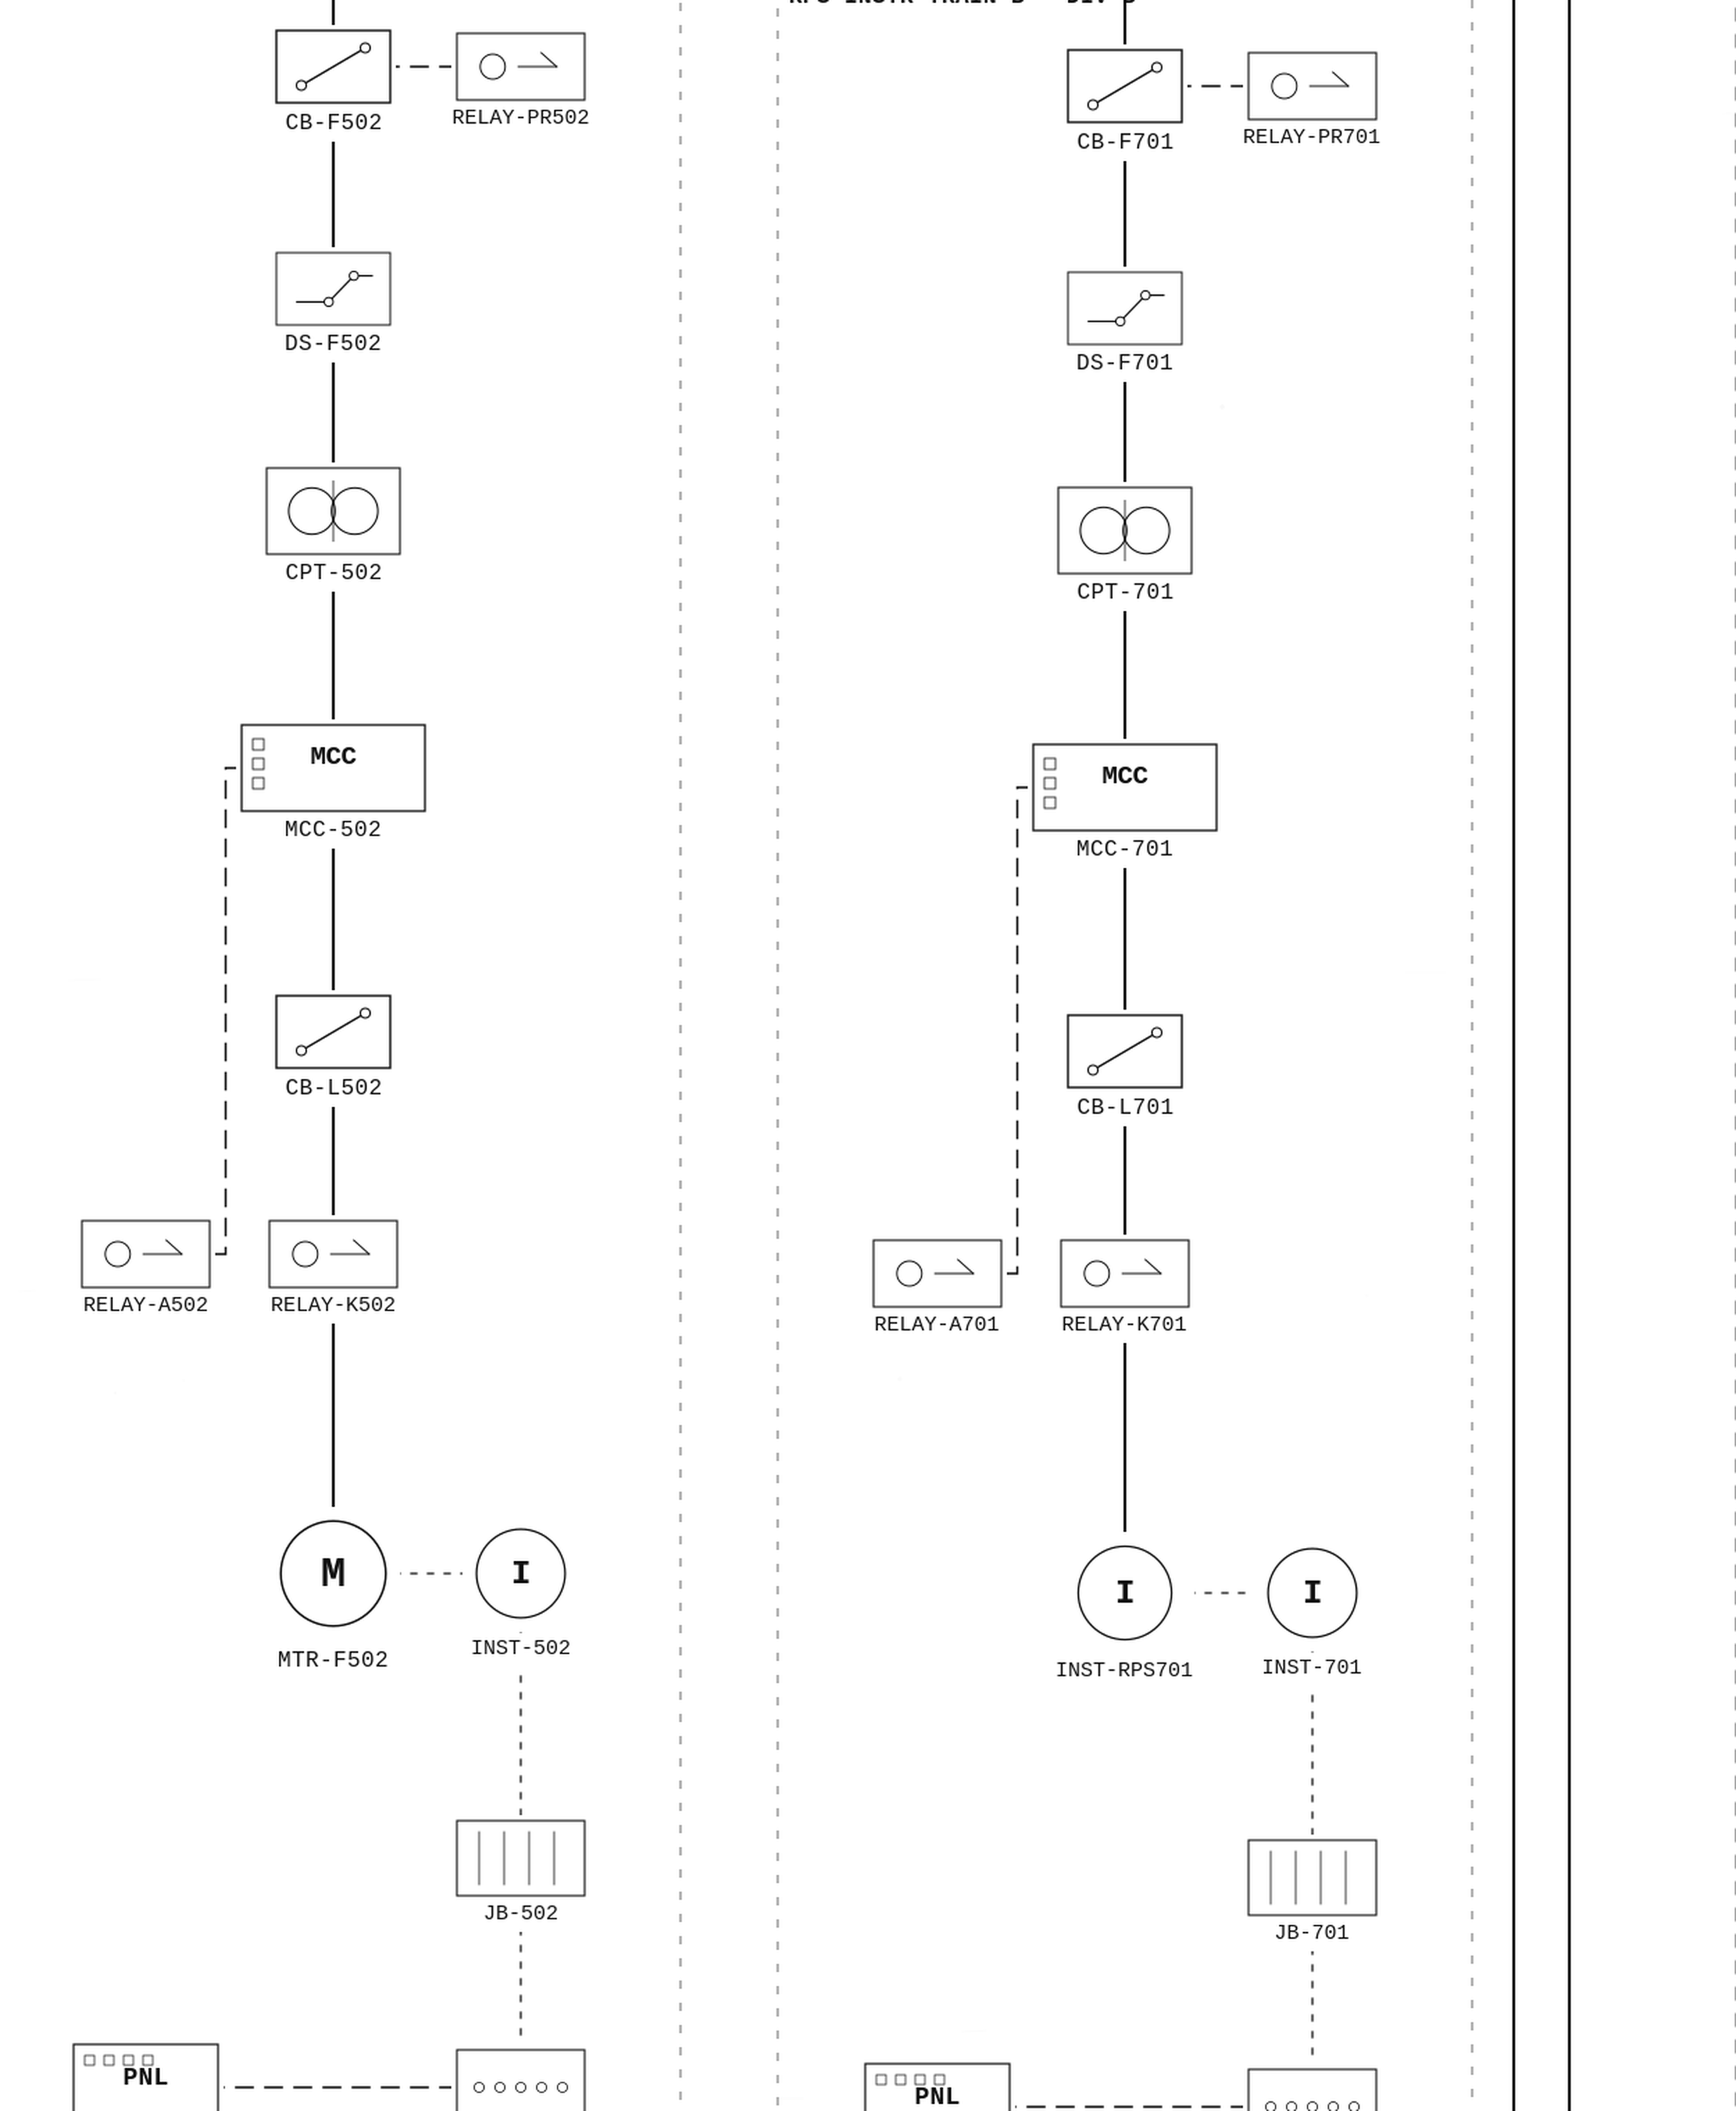 CB-F502
RELAY-PR502
CB-F701
RELAY-PR701
DS-F502
DS-F701
CPT-502
CPT-701
MCC
MCC-502
MCC
MCC-701
CB-L502
CB-L701
RELAY-A502
RELAY-K502
RELAY-A701
RELAY-K701
M
I
MTR-F502
INST-502
I
I
INST-RPS701
INST-701
JB-502
JB-701
PNL
PNL